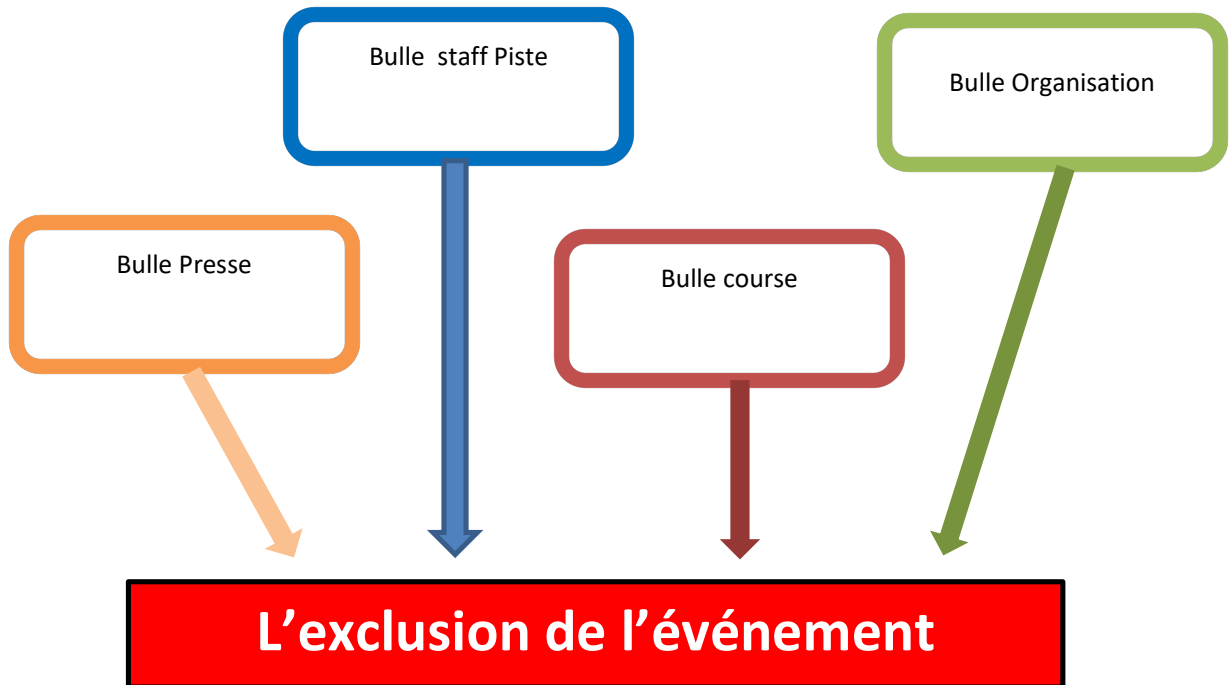 Bulle staff Piste
Bulle Organisation
Bulle Presse
Bulle course
L’exclusion de l’événement